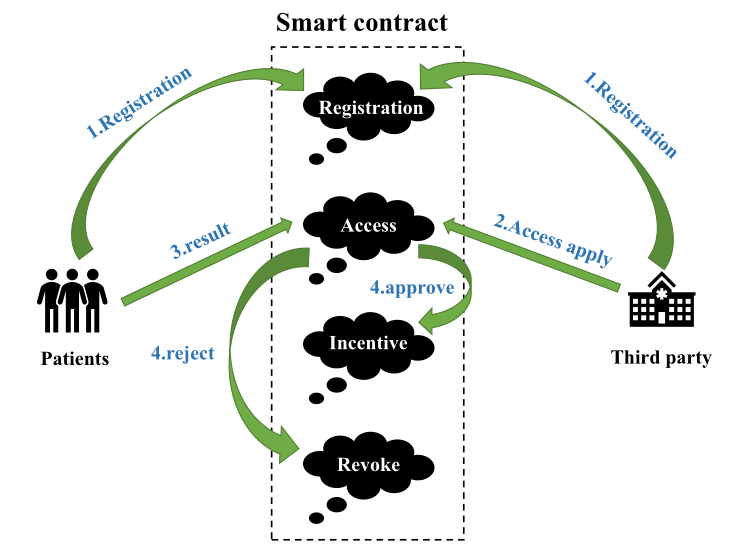 Smart contract
1.Registration
1.Registration
Registration
Access
3.result
2.Access apply
4.approve
Incentive
4.reject
Patients
Third party
Revoke